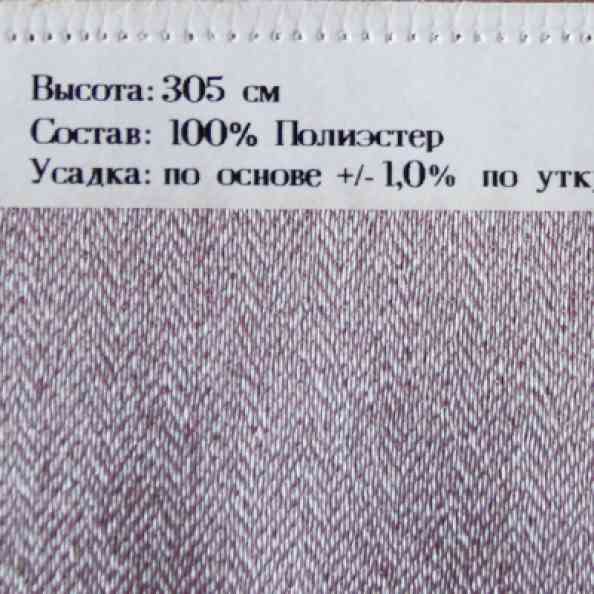 Высота: 305 см
Состав: 100% Полиэстер
Усадка: по основе +/- 1,0% по утк